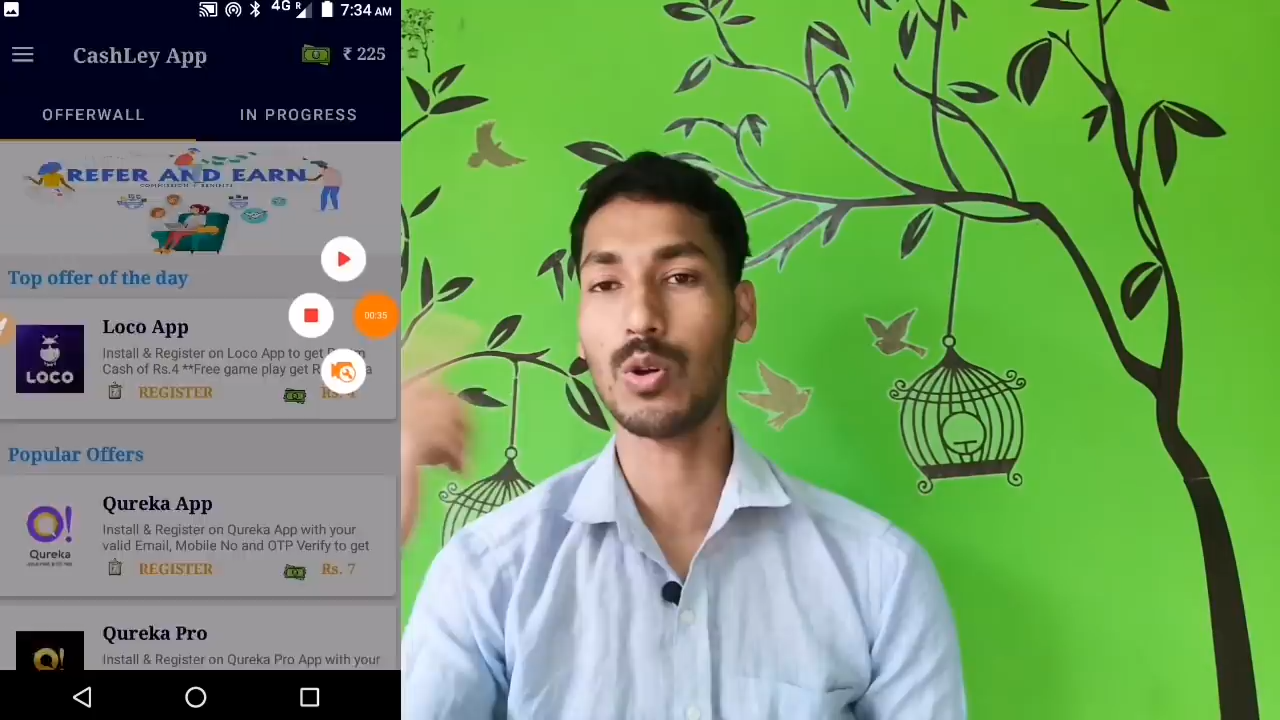 4G R 7:34 AM
CashLey App ₹ 225
OFFERWALL IN PROGRESS
REFER AND EARN
Top offer of the day
00:35
Loco App
Install & Register on Loco App to get
Cash of Rs.4 **Free game play get
LOCO
REGISTER
Popular Offers
Qureka App
Install & Register on Qureka App with your
valid Email, Mobile No and OTP Verify to get
Qureka
REGISTER Rs. 7
Qureka Pro
Install & Register on Qureka Pro App with your